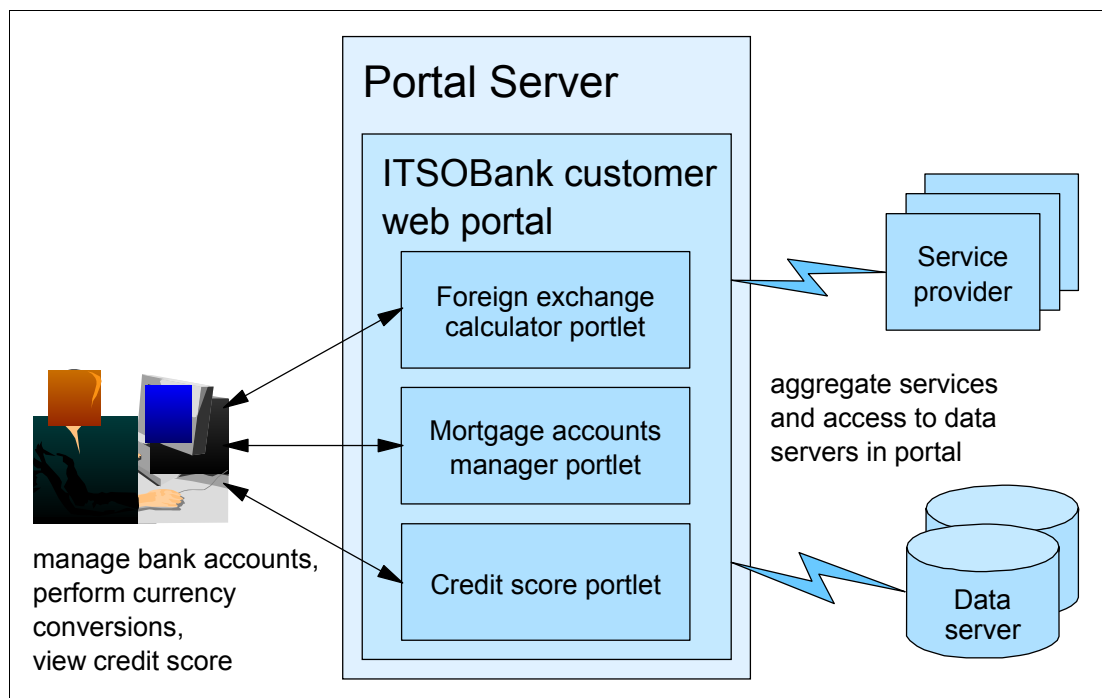 Portal Server
ITSOBank customer
web portal
Foreign exchange
calculator portlet
Mortgage accounts
manager portlet
Credit score portlet
manage bank accounts,
perform currency
conversions,
view credit score
Service
provider
aggregate services
and access to data
servers in portal
Data
server